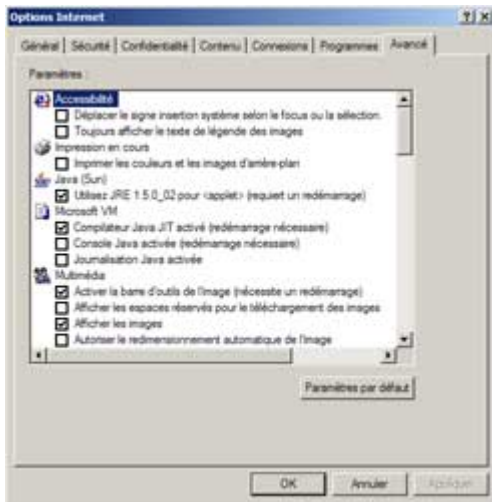 Options Internet
Général
Sécurité
Confidentialité
Contenu
Connexions
Programmes
Avancé
Paramètres :
Accessibilité
Déplacer le signe insertion système selon le focus ou la sélection.
Toujours afficher le texte de légende des images
Impression en cours
Imprimer les couleurs et les images d'arrière-plan
Java (Sun)
Utilisez JRE 1.5.0_02 pour <applet> (requiert un redémarrage)
Microsoft VM
Compilateur Java JIT activé (redémarrage nécessaire)
Console Java activée (redémarrage nécessaire)
Journalisation Java activée
Multimédia
Activer la barre d'outils de l'image (nécessite un redémarrage)
Afficher les espaces réservés pour le téléchargement des images
Afficher les images
Autoriser le redimensionnement automatique de l'image
Paramètres par défaut
OK
Annuler
Appliquer